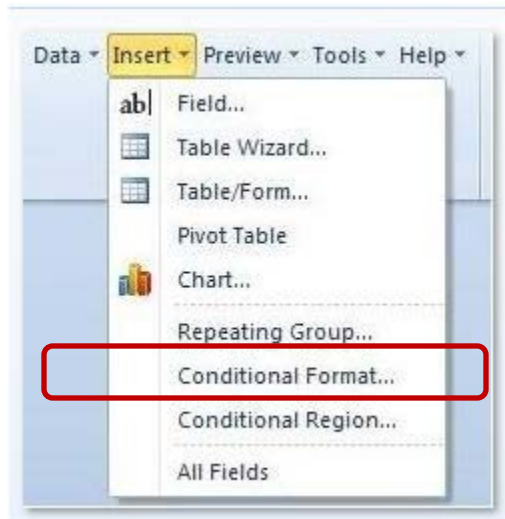 Data Insert Preview Tools Help
ab| Field...
Table Wizard...
Table/Form...
Pivot Table
Chart...
Repeating Group...
Conditional Format...
Conditional Region...
All Fields